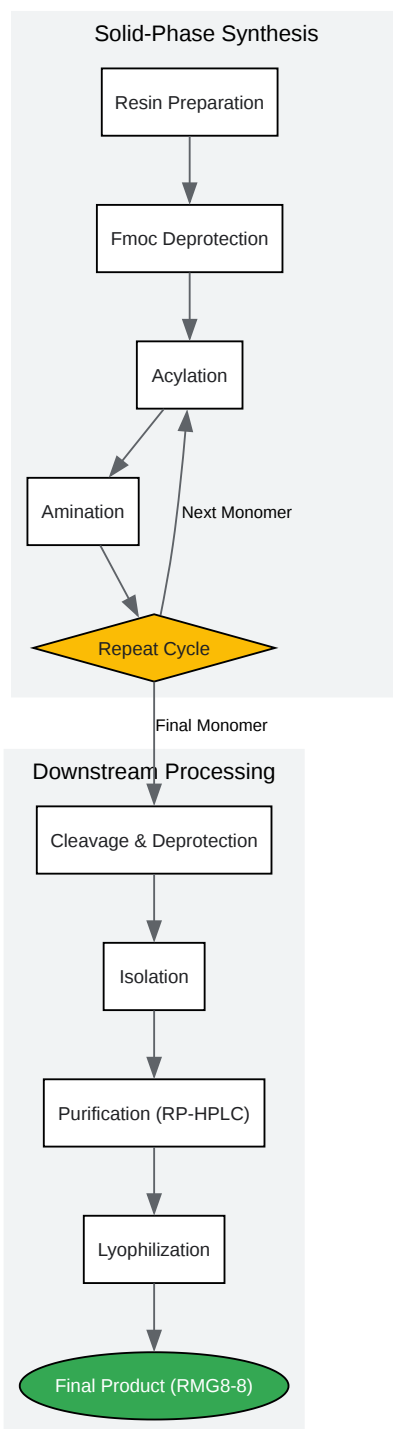 Solid-Phase Synthesis
Resin Preparation
Fmoc Deprotection
Acylation
Amination
Next Monomer
Repeat Cycle
Final Monomer
Downstream Processing
Cleavage & Deprotection
Isolation
Purification (RP-HPLC)
Lyophilization
Final Product (RMG8-8)